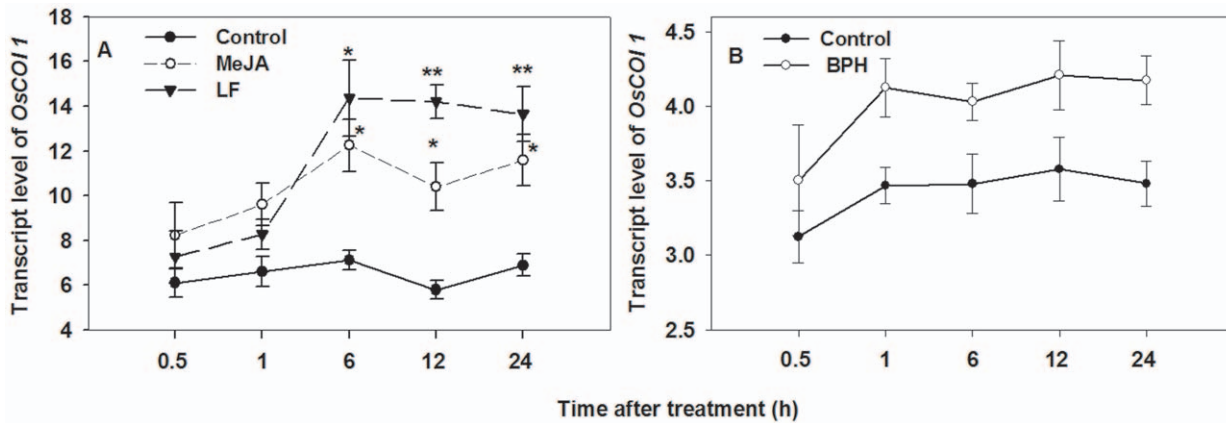 A
Control
MeJA
LF
Transcript level of OsCOI 1
18
16
14
12
10
8
6
4
*
**
**
*
*
*
0.5
1
6
12
24
B
Control
BPH
Transcript level of OsCOI 1
4.5
4.0
3.5
3.0
2.5
0.5
1
6
12
24
Time after treatment (h)